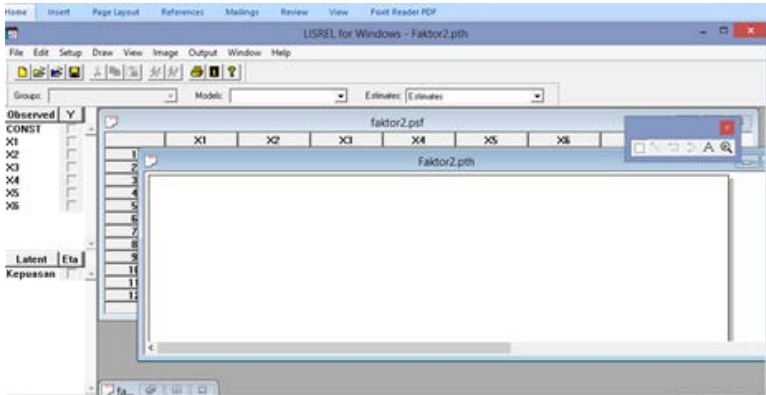 Home Insert Page Layout References Mailings Review View Foxit Reader PDF
LISREL for Windows - Faktor2.pth
File Edit Setup Draw View Image Output Window Help
Groups: Models: Estimates: Estimates
Observed Y
CONST
X1
X2
X3
X4
X5
X6
Latent Eta
Kepuasan
faktor2.psf
X1 X2 X3 X4 X5 X6
1
2
3
4
5
6
7
8
9
10
11
12
Faktor2.pth
A
fa...